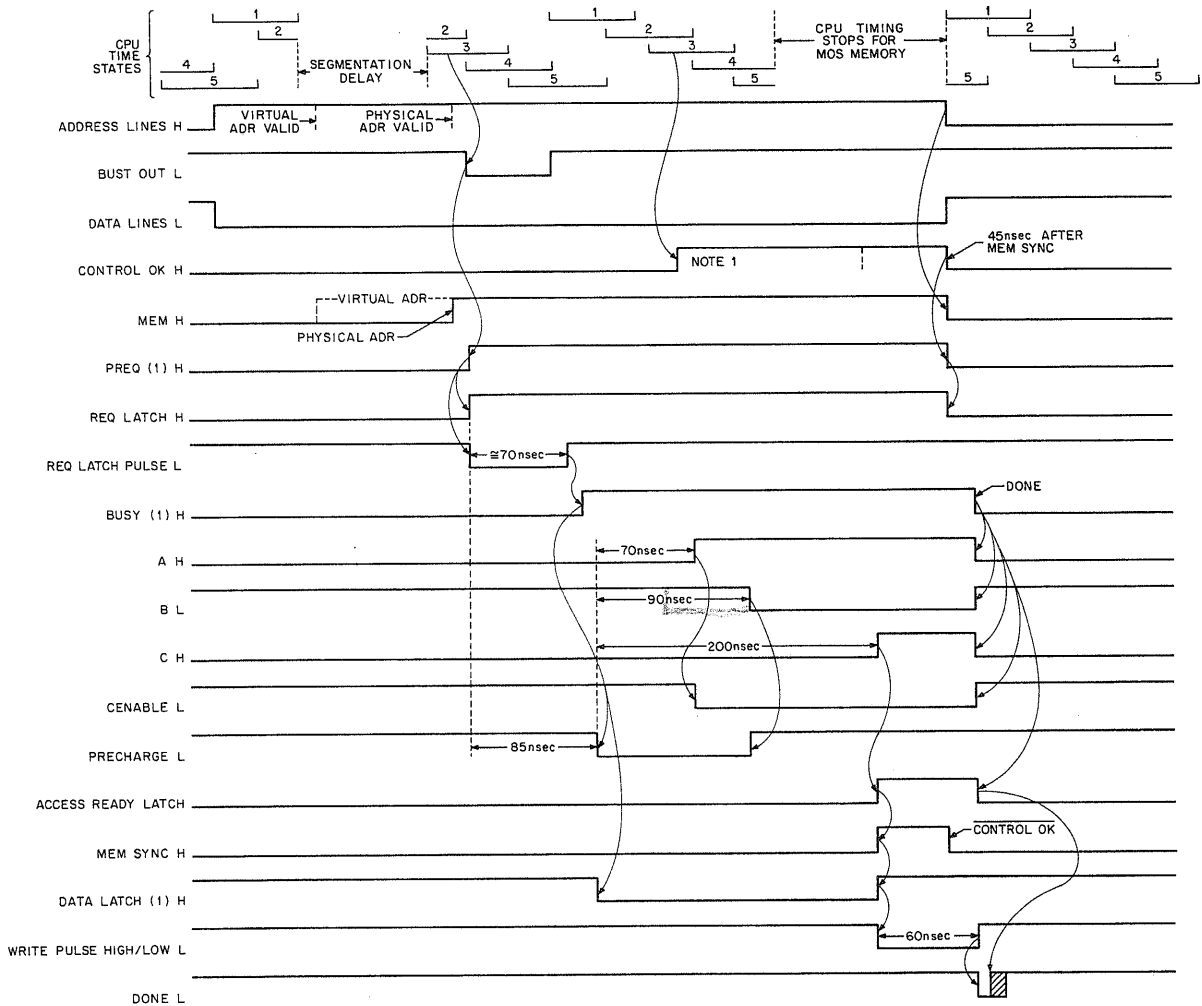 1 1 1
2 2 2 2
CPU TIME STATES
3 3 3
4 4 4 4
5 5 5 5 5
SEGMENTATION DELAY
CPU TIMING STOPS FOR MOS MEMORY
ADDRESS LINES H
VIRTUAL ADR VALID
PHYSICAL ADR VALID
BUST OUT L
DATA LINES L
CONTROL OK H
NOTE 1
45nsec AFTER MEM SYNC
MEM H
VIRTUAL ADR
PHYSICAL ADR
PREQ (1) H
REQ LATCH H
REQ LATCH PULSE L
≅70nsec
BUSY (1) H
DONE
A H
70nsec
B L
90nsec
C H
200nsec
CENABLE L
PRECHARGE L
85nsec
ACCESS READY LATCH
MEM SYNC H
CONTROL OK
DATA LATCH (1) H
WRITE PULSE HIGH/LOW L
60nsec
DONE L